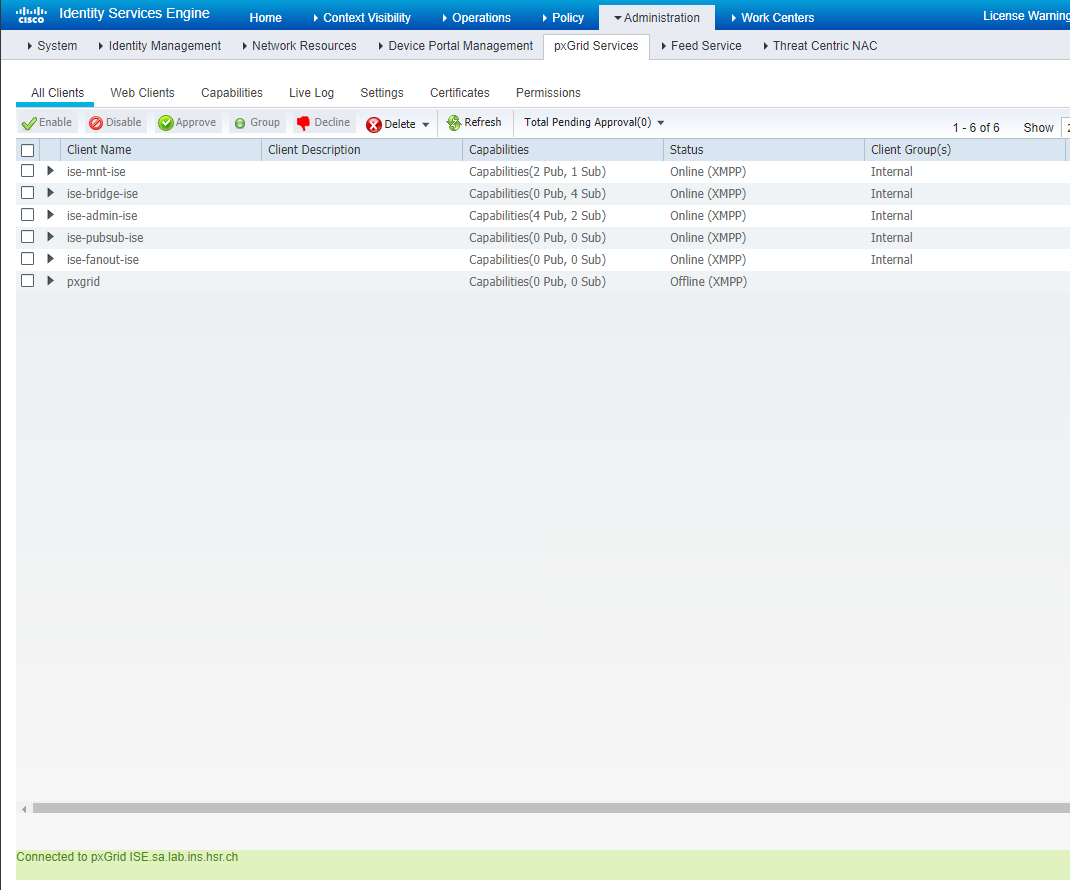 CISCO Identity Services Engine Home Context Visibility Operations Policy Administration Work Centers License Warning
System Identity Management Network Resources Device Portal Management pxGrid Services Feed Service Threat Centric NAC
All Clients Web Clients Capabilities Live Log Settings Certificates Permissions
Enable Disable Approve Group Decline Delete Refresh Total Pending Approval(0) 1 - 6 of 6 Show
Client Name Client Description Capabilities Status Client Group(s)
ise-mnt-ise Capabilities(2 Pub, 1 Sub) Online (XMPP) Internal
ise-bridge-ise Capabilities(0 Pub, 4 Sub) Online (XMPP) Internal
ise-admin-ise Capabilities(4 Pub, 2 Sub) Online (XMPP) Internal
ise-pubsub-ise Capabilities(0 Pub, 0 Sub) Online (XMPP) Internal
ise-fanout-ise Capabilities(0 Pub, 0 Sub) Online (XMPP) Internal
pxgrid Capabilities(0 Pub, 0 Sub) Offline (XMPP)
Connected to pxGrid ISE.sa.lab.ins.hsr.ch